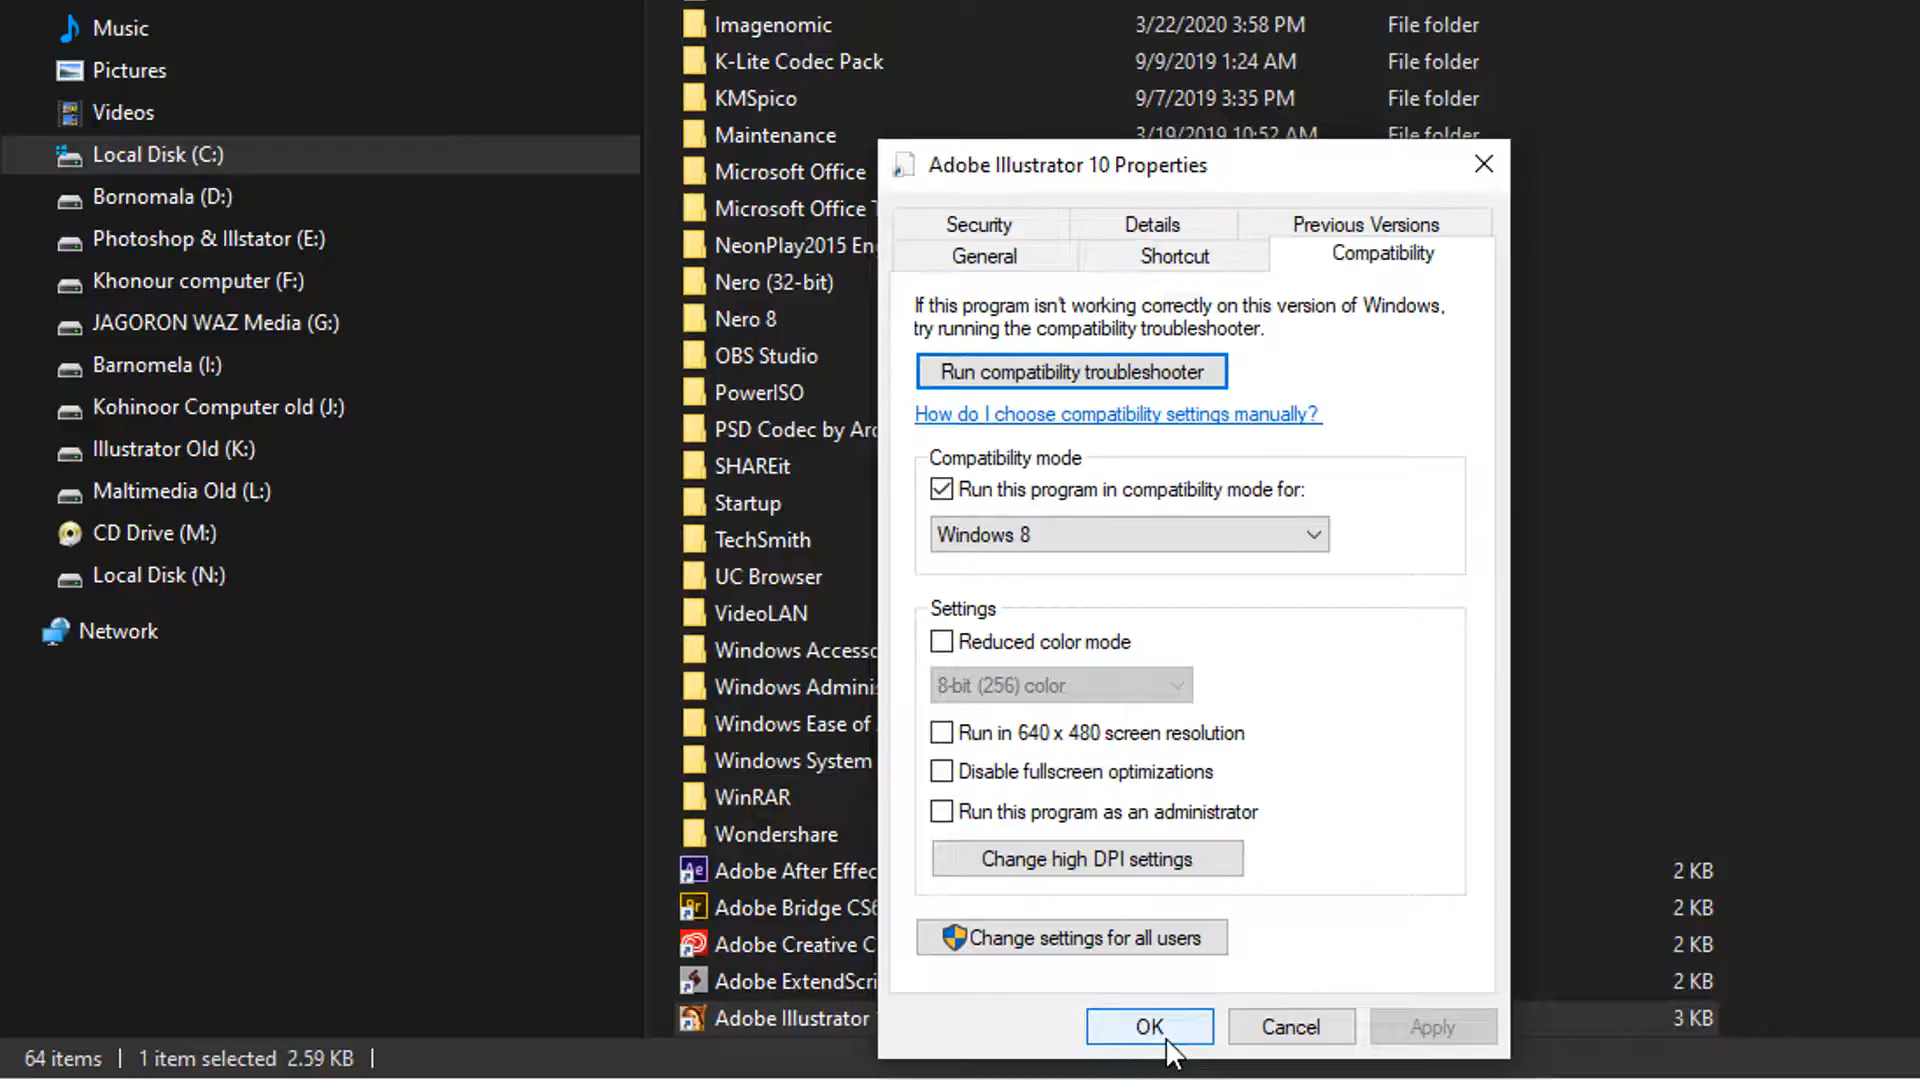 Music
Pictures
Videos
Local Disk (C:)
Bornomala (D:)
Photoshop & Illstator (E:)
Khonour computer (F:)
JAGORON WAZ Media (G:)
Barnomela (I:)
Kohinoor Computer old (J:)
Illustrator Old (K:)
Maltimedia Old (L:)
CD Drive (M:)
Local Disk (N:)
Network
Imagenomic 3/22/2020 3:58 PM File folder
K-Lite Codec Pack 9/9/2019 1:24 AM File folder
KMSpico 9/7/2019 3:35 PM File folder
Maintenance 3/19/2019 10:52 AM File folder
Microsoft Office
Microsoft Office T
NeonPlay2015 En
Nero (32-bit)
Nero 8
OBS Studio
PowerISO
PSD Codec by Arc
SHAREit
Startup
TechSmith
UC Browser
VideoLAN
Windows Accesso
Windows Adminis
Windows Ease of
Windows System
WinRAR
Wondershare
Adobe After Effec 2 KB
Adobe Bridge CS6 2 KB
Adobe Creative C 2 KB
Adobe ExtendScri 2 KB
Adobe Illustrator 3 KB
Adobe Illustrator 10 Properties
Security Details Previous Versions
General Shortcut Compatibility
If this program isn't working correctly on this version of Windows,
try running the compatibility troubleshooter.
Run compatibility troubleshooter
How do I choose compatibility settings manually?
Compatibility mode
Run this program in compatibility mode for:
Windows 8
Settings
Reduced color mode
8-bit (256) color
Run in 640 x 480 screen resolution
Disable fullscreen optimizations
Run this program as an administrator
Change high DPI settings
Change settings for all users
OK Cancel Apply
64 items 1 item selected 2.59 KB
Ae
Br